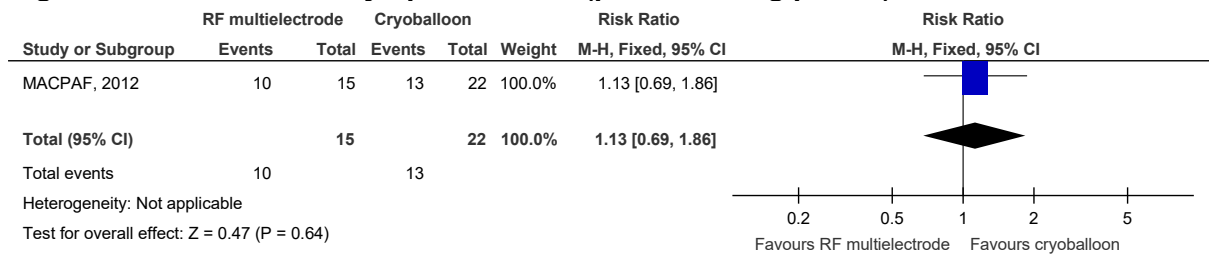 RF multielectrode Cryoballoon Risk Ratio Risk Ratio
Study or Subgroup Events Total Events Total Weight M-H, Fixed, 95% CI M-H, Fixed, 95% CI
MACPAF, 2012 10 15 13 22 100.0% 1.13 [0.69, 1.86]
Total (95% CI) 15 22 100.0% 1.13 [0.69, 1.86]
Total events 10 13
Heterogeneity: Not applicable
Test for overall effect: Z = 0.47 (P = 0.64)
0.2 0.5 1 2 5
Favours RF multielectrode Favours cryoballoon